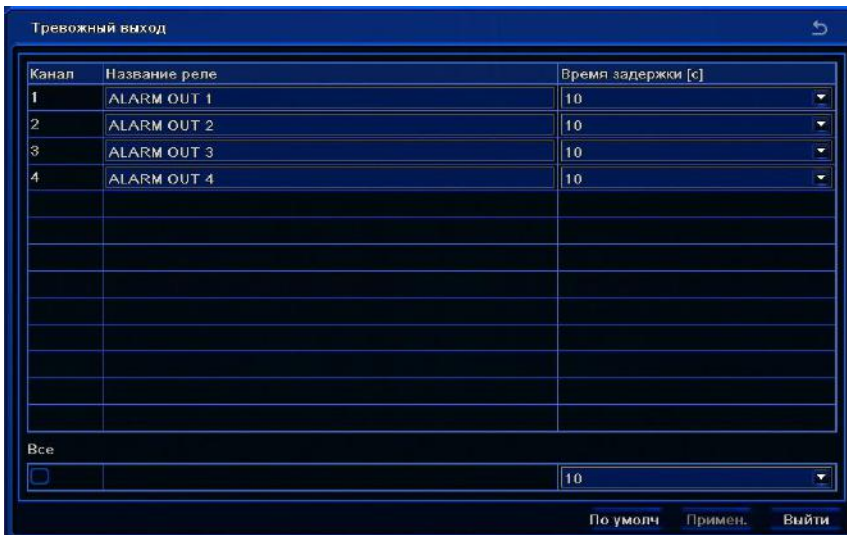 Тревожный выход
Канал Название реле Время задержки [с]
1 ALARM OUT 1 10
2 ALARM OUT 2 10
3 ALARM OUT 3 10
4 ALARM OUT 4 10
Все
10
По умолч Примен. Выйти